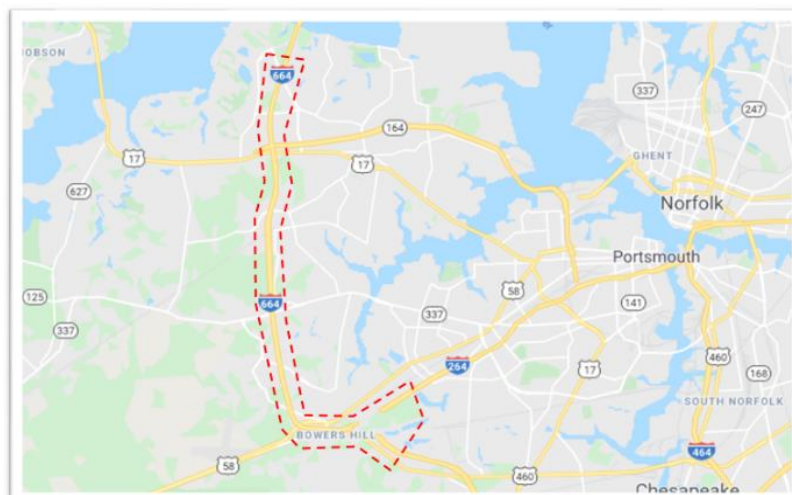 HOBSON
664
337
247
164
17
GHENT
17
627
Norfolk
Portsmouth
58
125
664
141
337
337
460
264
17
168
SOUTH NORFOLK
BOWERS HILL
58
464
460
Chesapeake